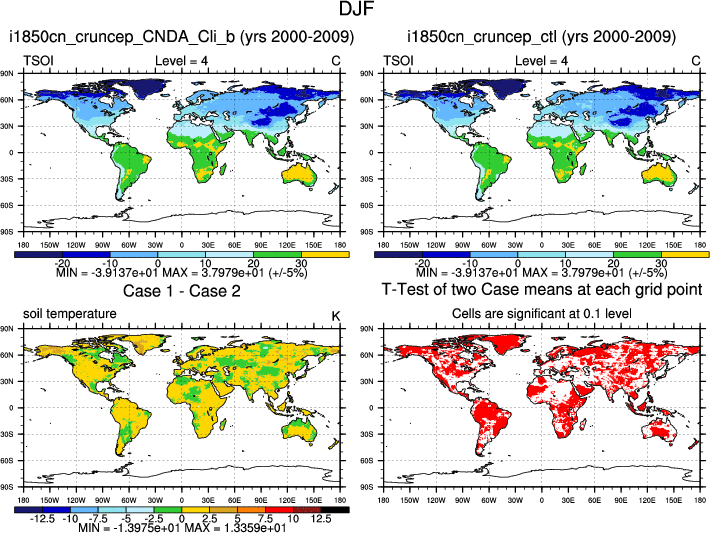 DJF
i1850cn_cruncep_CNDA_Cli_b (yrs 2000-2009)
i1850cn_cruncep_ctl (yrs 2000-2009)
TSOI Level = 4 C
TSOI Level = 4 C
90N
60N
30N
0
30S
60S
90S
180 150W 120W 90W 60W 30W 0 30E 60E 90E 120E 150E 180
-20 -10 0 10 20 30
MIN = -3.9137e+01 MAX = 3.7979e+01 (+/-5%)
90N
60N
30N
0
30S
60S
90S
180 150W 120W 90W 60W 30W 0 30E 60E 90E 120E 150E 180
-20 -10 0 10 20 30
MIN = -3.9137e+01 MAX = 3.7979e+01 (+/-5%)
Case 1 - Case 2
T-Test of two Case means at each grid point
soil temperature K
Cells are significant at 0.1 level
90N
60N
30N
0
30S
60S
90S
180 150W 120W 90W 60W 30W 0 30E 60E 90E 120E 150E 180
-12.5 -10 -7.5 -5 -2.5 0 2.5 5 7.5 10 12.5
MIN = -1.3975e+01 MAX = 1.3359e+01
90N
60N
30N
0
30S
60S
90S
180 150W 120W 90W 60W 30W 0 30E 60E 90E 120E 150E 180